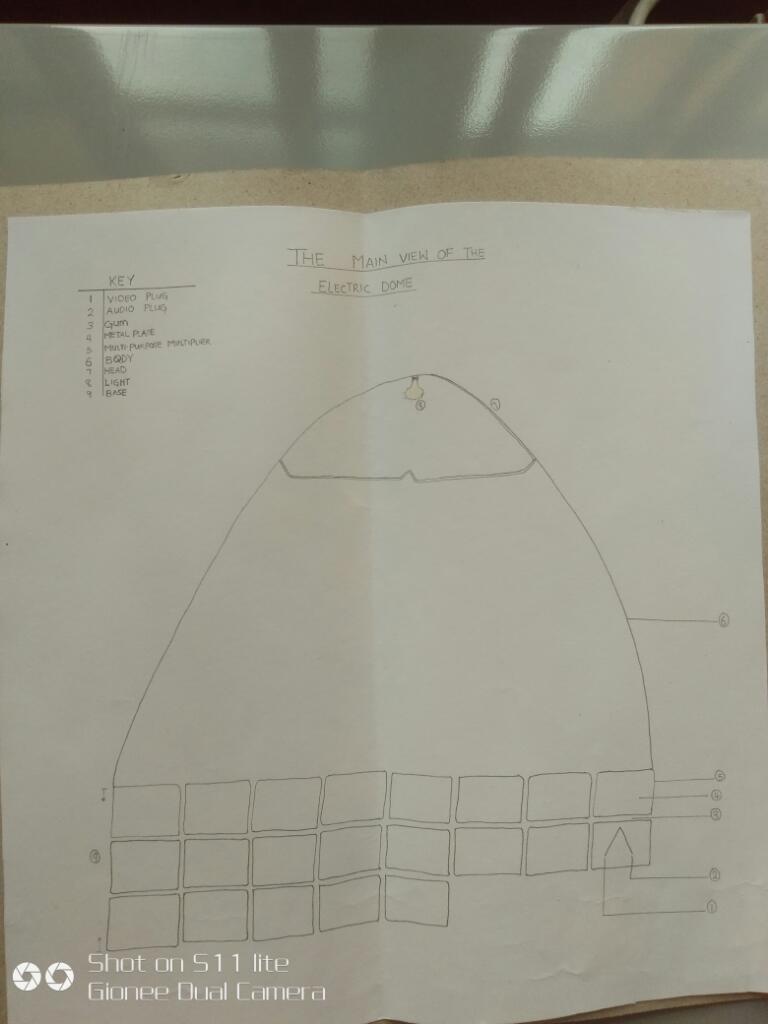 THE MAIN VIEW OF THE
ELECTRIC DOME
KEY
1 VIDEO PLUG
2 AUDIO PLUG
3 GUM
4 METAL PLATE
5 MULTI PURPOSE MULTIPLIER
6 BODY
7 HEAD
8 LIGHT
9 BASE
8
7
6
5
4
3
9
2
1
Shot on S11 lite
Gionee Dual Camera